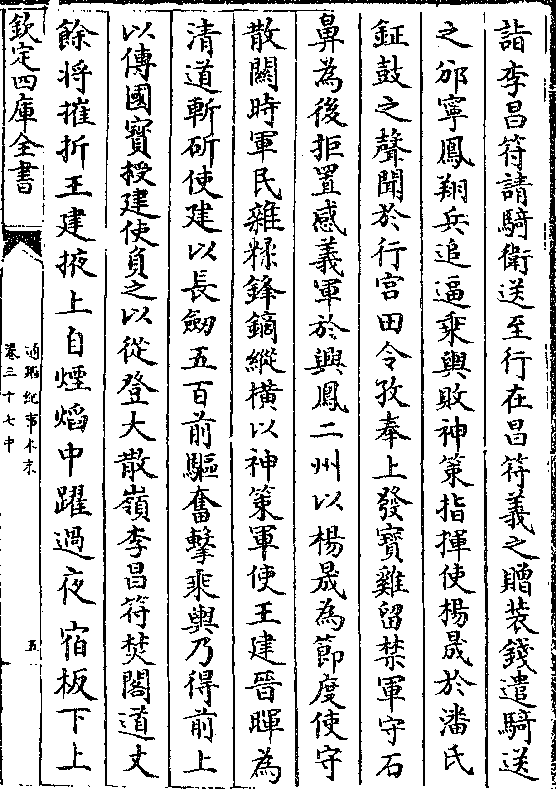 詣李昌符請騎衛送至行在昌符義之贈裝錢遣騎送
之邠寧鳳翔兵追逼乘輿敗神策指揮使楊晟於潘氏
鉦鼓之聲聞於行宫田令孜奉上發寶雞留禁軍守石
鼻為後拒置感義軍於興鳳二州以楊晟為節度使守
散關時軍民雜糅鋒鏑縱橫以神策軍使王建晉暉為
清道斬斫使建以長劒五百前驅奮擊乘輿乃得前上
以傳國寶授建使負之以從登大散嶺李昌符焚閣道丈
餘将摧折王建掖上自煙焰中躍過夜宿板下上
欽定四庫全書
通鑑紀事本末
卷三十七中
五